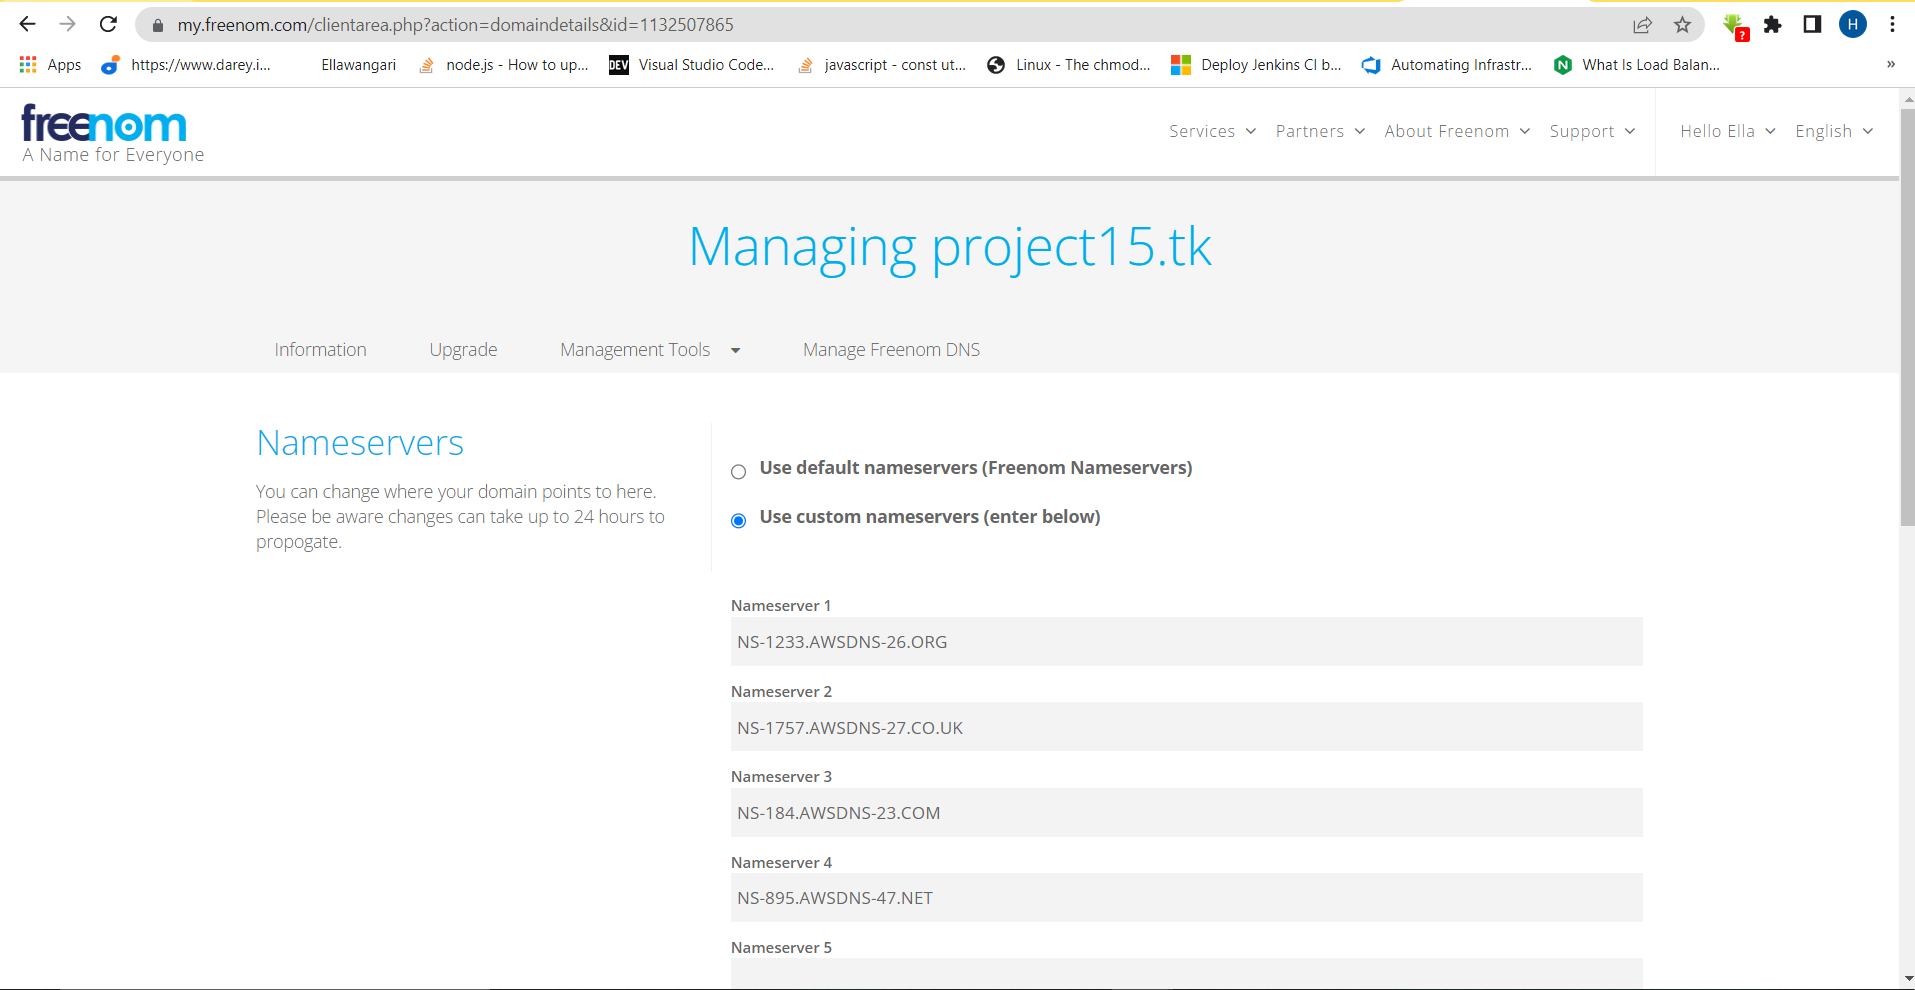 my.freenom.com/clientarea.php?action=domaindetails&id=1132507865
?
H
Apps
https://www.darey.i...
Ellawangari
node.js - How to up...
DEV
Visual Studio Code...
javascript - const ut...
Linux - The chmod...
Deploy Jenkins CI b...
Automating Infrastr...
N
What Is Load Balan...
»
freenom
A Name for Everyone
Services
Partners
About Freenom
Support
Hello Ella
English
Managing project15.tk
Information
Upgrade
Management Tools
Manage Freenom DNS
Nameservers
You can change where your domain points to here.
Please be aware changes can take up to 24 hours to
propogate.
Use default nameservers (Freenom Nameservers)
Use custom nameservers (enter below)
Nameserver 1
NS-1233.AWSDNS-26.ORG
Nameserver 2
NS-1757.AWSDNS-27.CO.UK
Nameserver 3
NS-184.AWSDNS-23.COM
Nameserver 4
NS-895.AWSDNS-47.NET
Nameserver 5